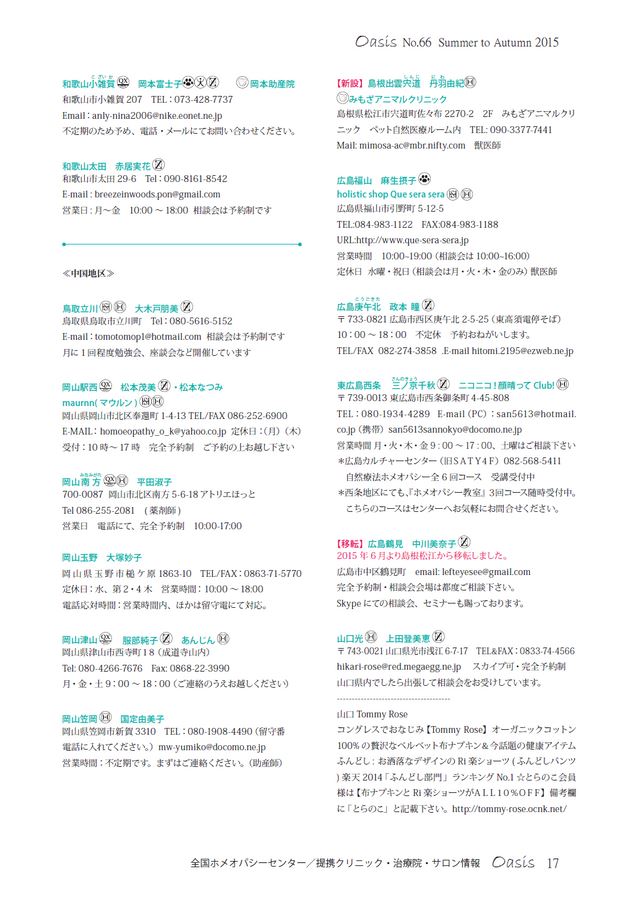 Oasis No.66 Summer to Autumn 2015
和歌山小雑賀 岡本富士子 岡本助産院
和歌山市小雑賀 207 TEL：073-428-7737
Email : anly-nina2006@nike.eonet.ne.jp
不定期のため予め、電話・メールにてお問い合わせください。
和歌山太田 赤居実花
和歌山市太田 29-6 Tel：090-8161-8542
E-mail : breezeinwoods.pon@gmail.com
営業日 : 月～金 10:00 ～ 18:00 相談会は予約制です
≪中国地区≫
鳥取立川 大木戸朋美
鳥取県鳥取市立川町 Tel：080-5616-5152
E-mail：tomotomop1@hotmail.com 相談会は予約制です
月に 1 回程度勉強会、座談会など開催しています
岡山駅西 松本茂美 ・松本なつみ
maurnn( マウルン )
岡山県岡山市北区奉還町 1-4-13 TEL/FAX 086-252-6900
E-MAIL：homoeopathy_o_k@yahoo.co.jp 定休日：（月）（木）
受付：10 時～ 17 時 完全予約制 ご予約の上お越し下さい
みなみがた
岡山南方 平田淑子
700-0087 岡山市北区南方 5-6-18 アトリエほっと
Tel 086-255-2081 ( 薬剤師 )
営業日 電話にて、完全予約制 10:00-17:00
岡山玉野 大塚妙子
岡山県玉野市槌ケ原 1863-10 TEL/FAX：0863-71-5770
定休日：水、第 2・4 木 営業時間：10:00 ～ 18:00
電話応対時間：営業時間内、ほかは留守電にて対応。
岡山津山 服部純子 あんじん
岡山県津山市西寺町１8（成道寺山内）
Tel: 080-4266-7676 Fax: 0868-22-3990
月・金・土 9：00 ～ 18：00（ご連絡のうえお越しください）
岡山笠岡 国定由美子
岡山県笠岡市新賀 3310 TEL：080-1908-4490（留守番
電話に入れてください。） mw-yumiko@docomo.ne.jp
営業時間：不定期です。まずはご連絡ください。（助産師）
しんじ にわ
【新設】 島根出雲宍道 丹羽由紀
みもざアニマルクリニック
島根県松江市宍道町佐々布 2270-2 2F みもざアニマルクリ
ニック ペット自然医療ルーム内 TEL: 090-3377-7441
Mail: mimosa-ac@mbr.nifty.com 獣医師
広島福山 麻生摂子
holistic shop Que sera sera
広島県福山市引野町 5-12-5
TEL:084-983-1122 FAX:084-983-1188
URL:http://www.que-sera-sera.jp
営業時間 10:00~19:00（相談会は 10:00~16:00）
定休日 水曜・祝日（相談会は月・火・木・金のみ）獣医師
広島庚午北 政本 瞳
〒 733-0821 広島市西区庚午北 2-5-25（東高須電停そば）
10：00 ～ 18：00 不定休 予約おねがいします。
TEL/FAX 082-274-3858 .E-mail hitomi.2195@ezweb.ne.jp
さんのきょう
東広島西条 三ノ京千秋 ニコニコ！顔晴って Club!
〒 739-0013 東広島市西条御条町 4-45-808
TEL：080-1934-4289 E-mail（PC）：san5613@hotmail.
co.jp（携帯）san5613sannokyo@docomo.ne.jp
営業時間 月・火・木・金 9：00 ～ 17：00、土曜はご相談下さい
＊広島カルチャーセンター（旧ＳＡＴＹ4Ｆ）082-568-5411
自然療法ホメオパシー全 6 回コース 受講受付中
＊西条地区にても、『ホメオパシー教室』3回コース随時受付中。
こちらのコースはセンターへお気軽にお問合せください。
【移転】 広島鶴見 中川美奈子
2015 年 6 月より島根松江から移転しました。
広島市中区鶴見町 email: lefteyesee@gmail.com
完全予約制・相談会会場は都度ご相談下さい。
Skype にての相談会、セミナーも賜っております。
山口光 上田登美恵
〒 743-0021 山口県光市浅江 6-7-17 TEL&FAX：0833-74-4566
hikari-rose@red.megaegg.ne.jp スカイプ可・完全予約制
山口県内でしたら出張して相談会をお受けしています。
--------------------------------------
山口 Tommy Rose
コングレスでおなじみ【Tommy Rose】オーガニックコットン
100% の贅沢なベルベット布ナプキン＆今話題の健康アイテム
ふんどし : お洒落なデザインの Ri 楽ショーツ ( ふんどしパンツ
) 楽天 2014「ふんどし部門」ランキング No.1 ☆とらのこ会員
様は【布ナプキンと Ri 楽ショーツがＡＬＬ１０％ＯＦＦ】備考欄
に「とらのこ」と記載下さい。http://tommy-rose.ocnk.net/
全国ホメオパシーセンター／提携クリニック・治療院・サロン情報 Oasis 17